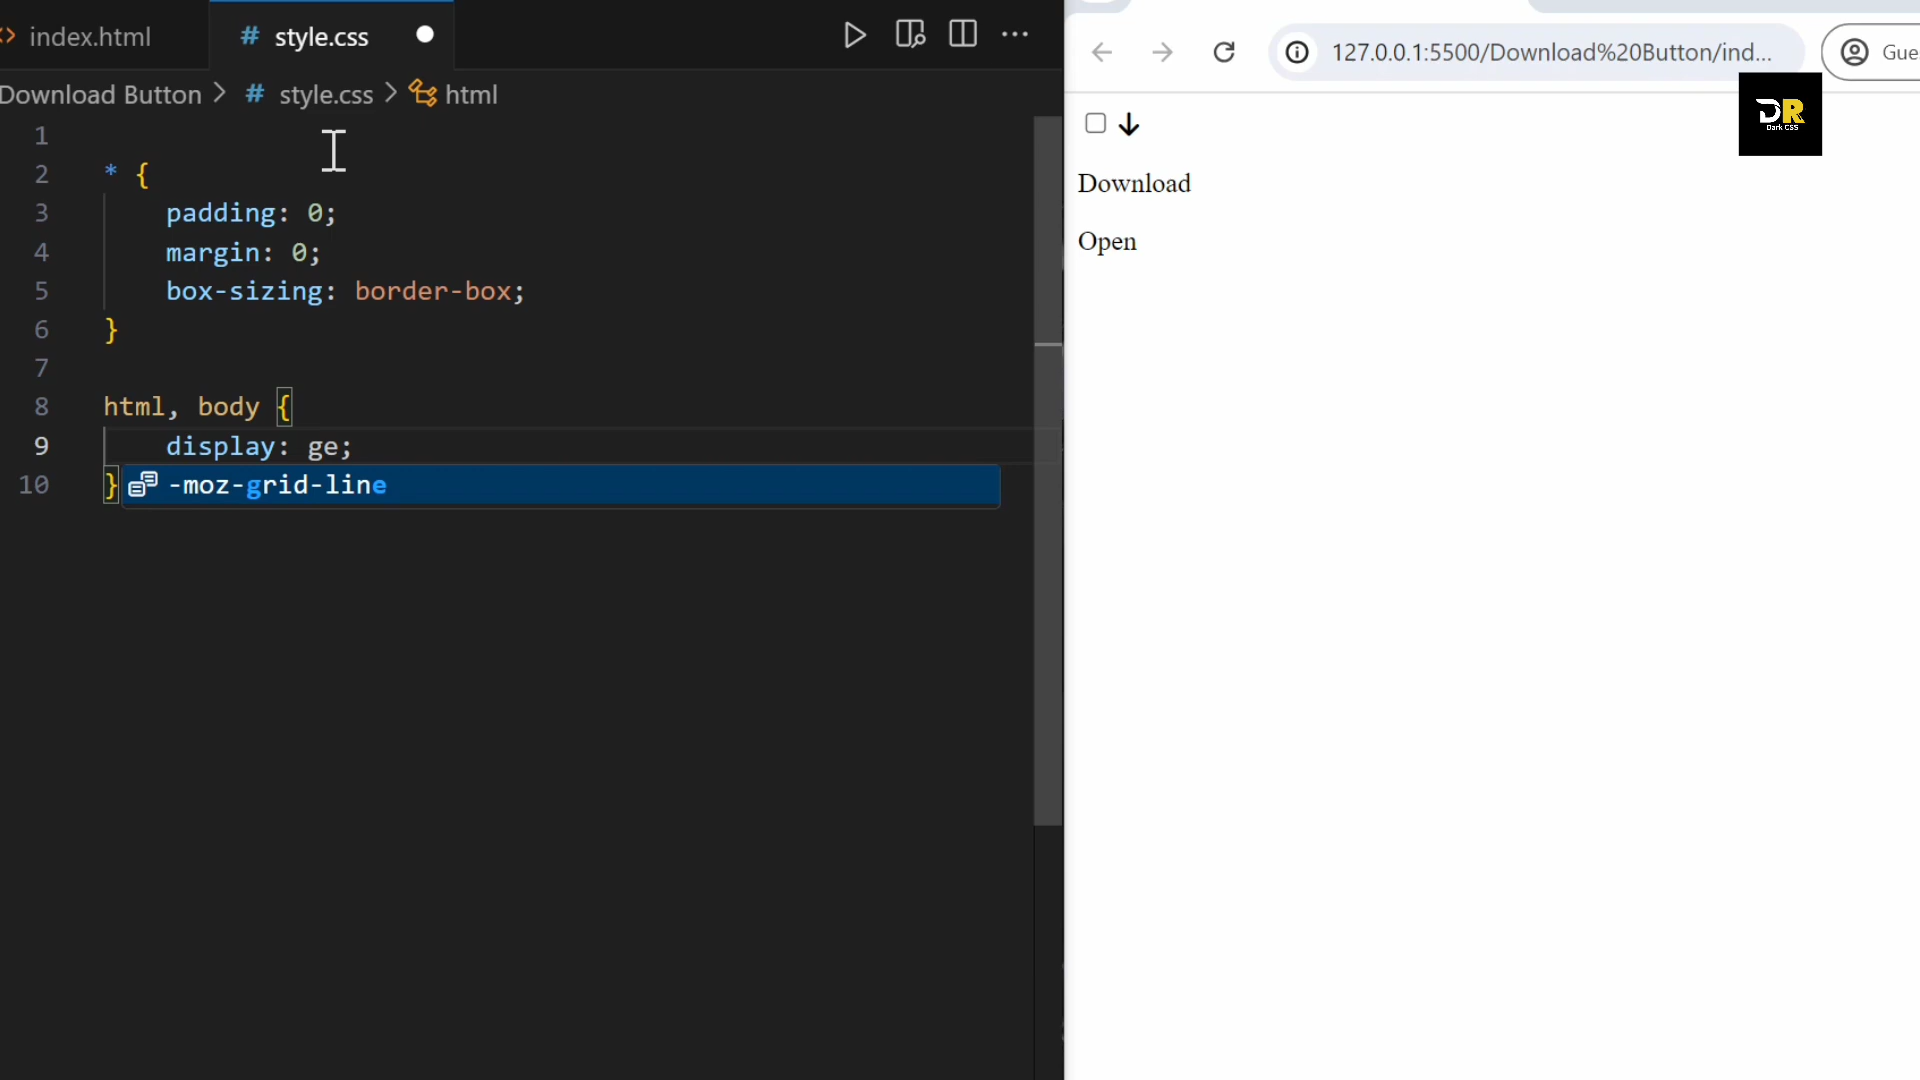 index.html
# style.css
Download Button > # style.css > html
1
2 * {
3 padding: 0;
4 margin: 0;
5 box-sizing: border-box;
6 }
7
8 html, body {
9 display: ge;
10 }
-moz-grid-line
127.0.0.1:5500/Download%20Button/ind...
Gue
DR
Dark CSS
Download
Open